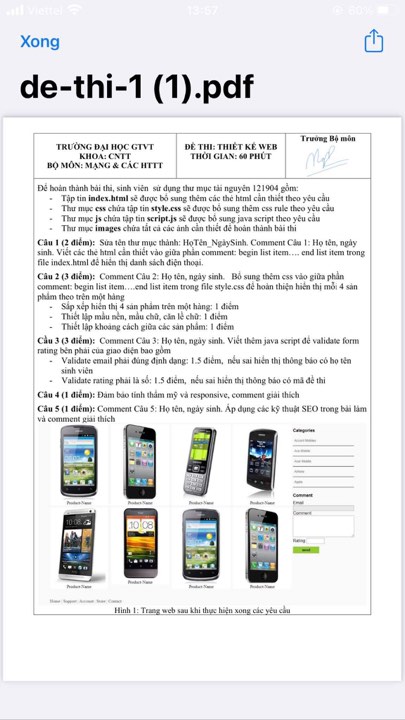 Viettel
13:57
80%
Xong
de-thi-1 (1).pdf
TRƯỜNG ĐẠI HỌC GTVT
KHOA: CNTT
BỘ MÔN: MẠNG & CÁC HTTT
ĐỀ THI: THIẾT KẾ WEB
THỜI GIAN: 60 PHÚT
Trưởng Bộ môn
Để hoàn thành bài thi, sinh viên sử dụng thư mục tài nguyên 121904 gồm:
- Tập tin index.html sẽ được bổ sung thêm các thẻ html cần thiết theo yêu cầu
- Thư mục css chứa tập tin style.css sẽ được bổ sung thêm css rule theo yêu cầu
- Thư mục js chứa tập tin script.js sẽ được bổ sung java script theo yêu cầu
- Thư mục images chứa tất cả các ảnh cần thiết để hoàn thành bài thi
Câu 1 (2 điểm): Sửa tên thư mục thành: HọTên_NgàySinh. Comment Câu 1: Họ tên, ngày
sinh. Viết các thẻ html cần thiết vào giữa phần comment: begin list item…. end list item trong
file index.html để hiển thị danh sách điện thoại.
Câu 2 (3 điểm): Comment Câu 2: Họ tên, ngày sinh. Bổ sung thêm css vào giữa phần
comment: begin list item….end list item trong file style.css để hoàn thiện hiển thị mỗi 4 sản
phẩm theo trên một hàng
- Sắp xếp hiển thị 4 sản phẩm trên một hàng: 1 điểm
- Thiết lập mẫu nền, mẫu chữ, căn lề chữ: 1 điểm
- Thiết lập khoảng cách giữa các sản phẩm: 1 điểm
Câu 3 (3 điểm): Comment Câu 3: Họ tên, ngày sinh. Viết thêm java script để validate form
rating bên phải của giao diện bao gồm
- Validate email phải đúng định dạng: 1.5 điểm, nếu sai hiển thị thông báo có họ tên
sinh viên
- Validate rating phải là số: 1.5 điểm, nếu sai hiển thị thông báo có mã đề thi
Câu 4 (1 điểm): Đảm bảo tính thẩm mỹ và responsive, comment giải thích
Câu 5 (1 điểm): Comment Câu 5: Họ tên, ngày sinh. Áp dụng các kỹ thuật SEO trong bài làm
và comment giải thích
Categories
Comment
Email
Comment
Rating
Product Name
Product Name
Product Name
Product Name
Product Name
Product Name
Product Name
Product Name
Home | Support | Account | Store | Contact
Hình 1: Trang web sau khi thực hiện xong các yêu cầu